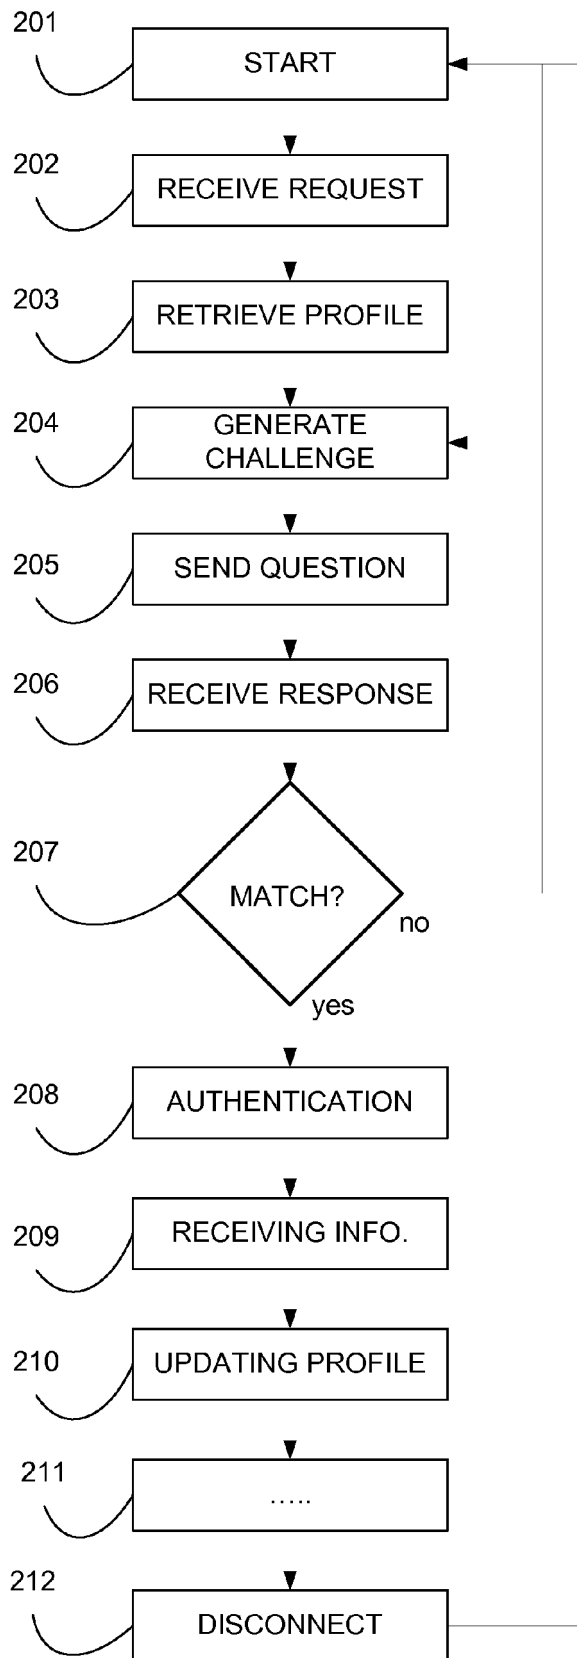 201
START
202
RECEIVE REQUEST
203
RETRIEVE PROFILE
204
GENERATE
CHALLENGE
205
SEND QUESTION
206
RECEIVE RESPONSE
207
MATCH?
no
yes
208
AUTHENTICATION
209
RECEIVING INFO.
210
UPDATING PROFILE
211
.....
212
DISCONNECT